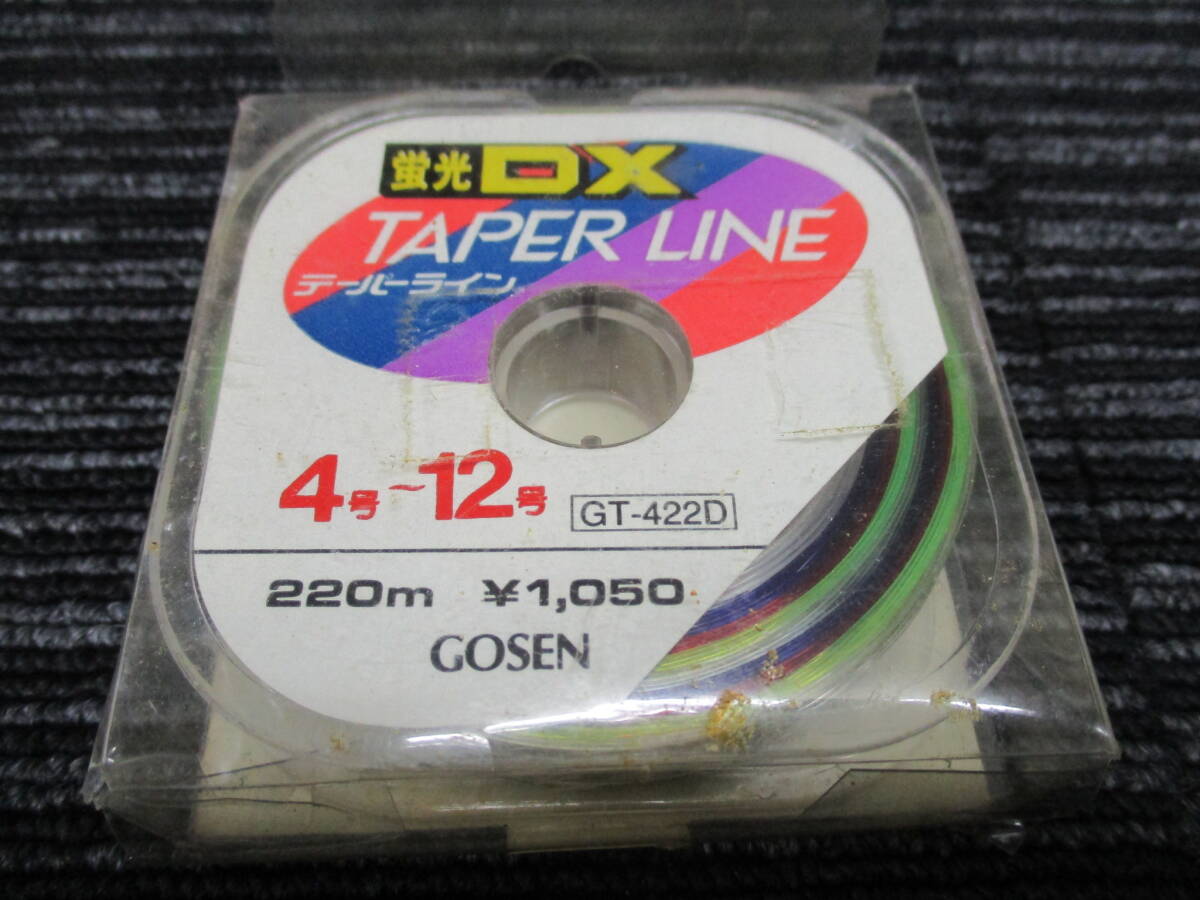 蛍光DX
TAPER LINE
テーパーライン
4号~12号
GT-422D
220m ¥1,050
GOSEN